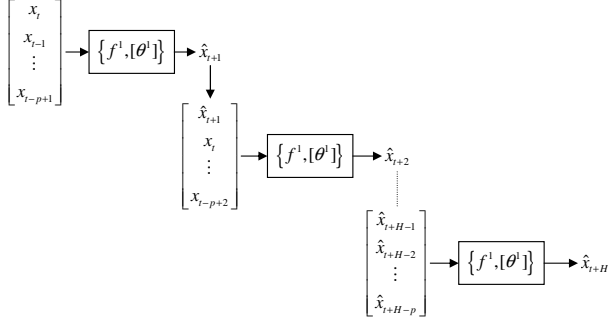 [x_t x_{t-1} ⋮ x_{t-p+1}] → {f^1,[θ^1]} → x̂_{t+1}
[x̂_{t+1} x_t ⋮ x_{t-p+2}] → {f^1,[θ^1]} → x̂_{t+2}
[x̂_{t+H-1} x̂_{t+H-2} ⋮ x̂_{t+H-p}] → {f^1,[θ^1]} → x̂_{t+H}